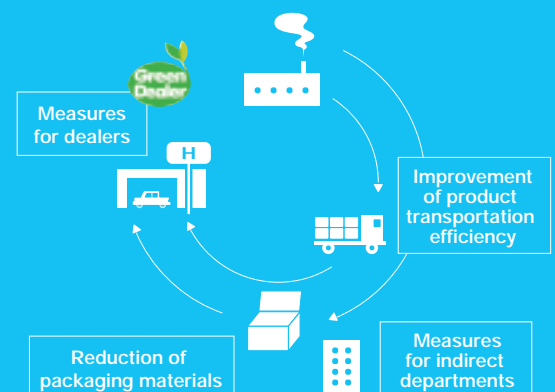 Green
Dealer
Measures
for dealers
H
Improvement
of product
transportation
efficiency
Reduction of
packaging materials
Measures
for indirect
departments